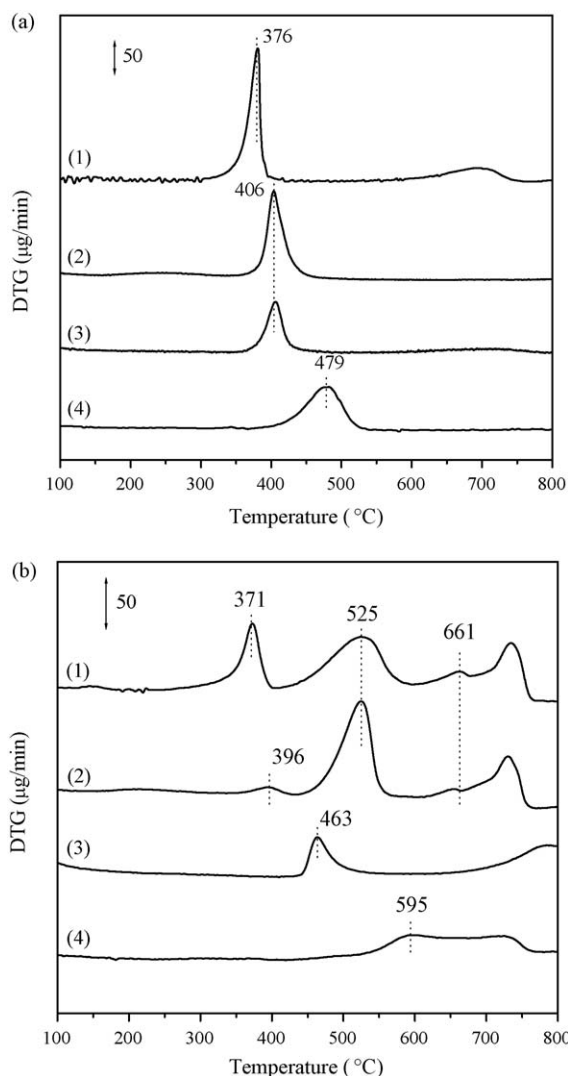 (a)
50
376
(1)
406
(2)
(3)
479
(4)
DTG (μg/min)
100 200 300 400 500 600 700 800
Temperature ( °C)
(b)
50
371
525
661
(1)
396
(2)
463
(3)
595
(4)
DTG (μg/min)
100 200 300 400 500 600 700 800
Temperature ( °C)